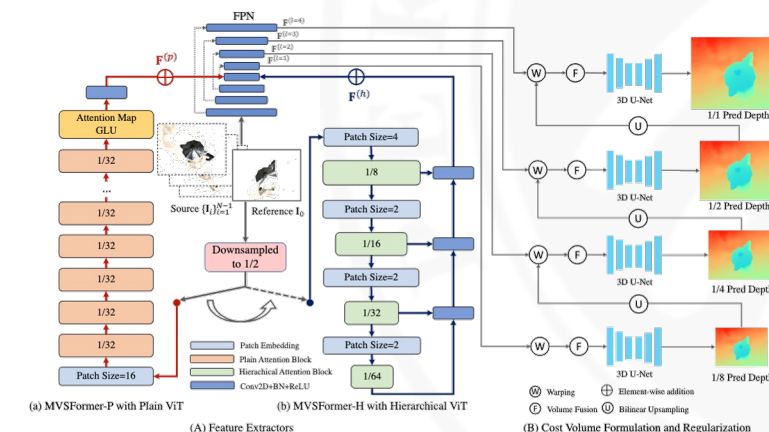 FPN
F^(l=4)
F^(l=3)
F^(l=2)
F^(l=1)
F^(p)
F^(h)
Attention Map
GLU
1/32
...
1/32
1/32
1/32
1/32
1/32
Patch Size=16
Source {I_i}_{i=1}^{N−1}
Reference I_0
Downsampled
to 1/2
Patch Size=4
1/8
Patch Size=2
1/16
Patch Size=2
1/32
Patch Size=2
1/64
Patch Embedding
Plain Attention Block
Hierachical Attention Block
Conv2D+BN+ReLU
(a) MVSFormer-P with Plain ViT
(b) MVSFormer-H with Hierarchical ViT
(A) Feature Extractors
W
F
3D U-Net
1/1 Pred Depth
U
W
F
3D U-Net
1/2 Pred Depth
U
W
F
3D U-Net
1/4 Pred Depth
U
W
F
3D U-Net
1/8 Pred Depth
W Warping
Element-wise addition
F Volume Fusion
U Bilinear Upsampling
(B) Cost Volume Formulation and Regularization